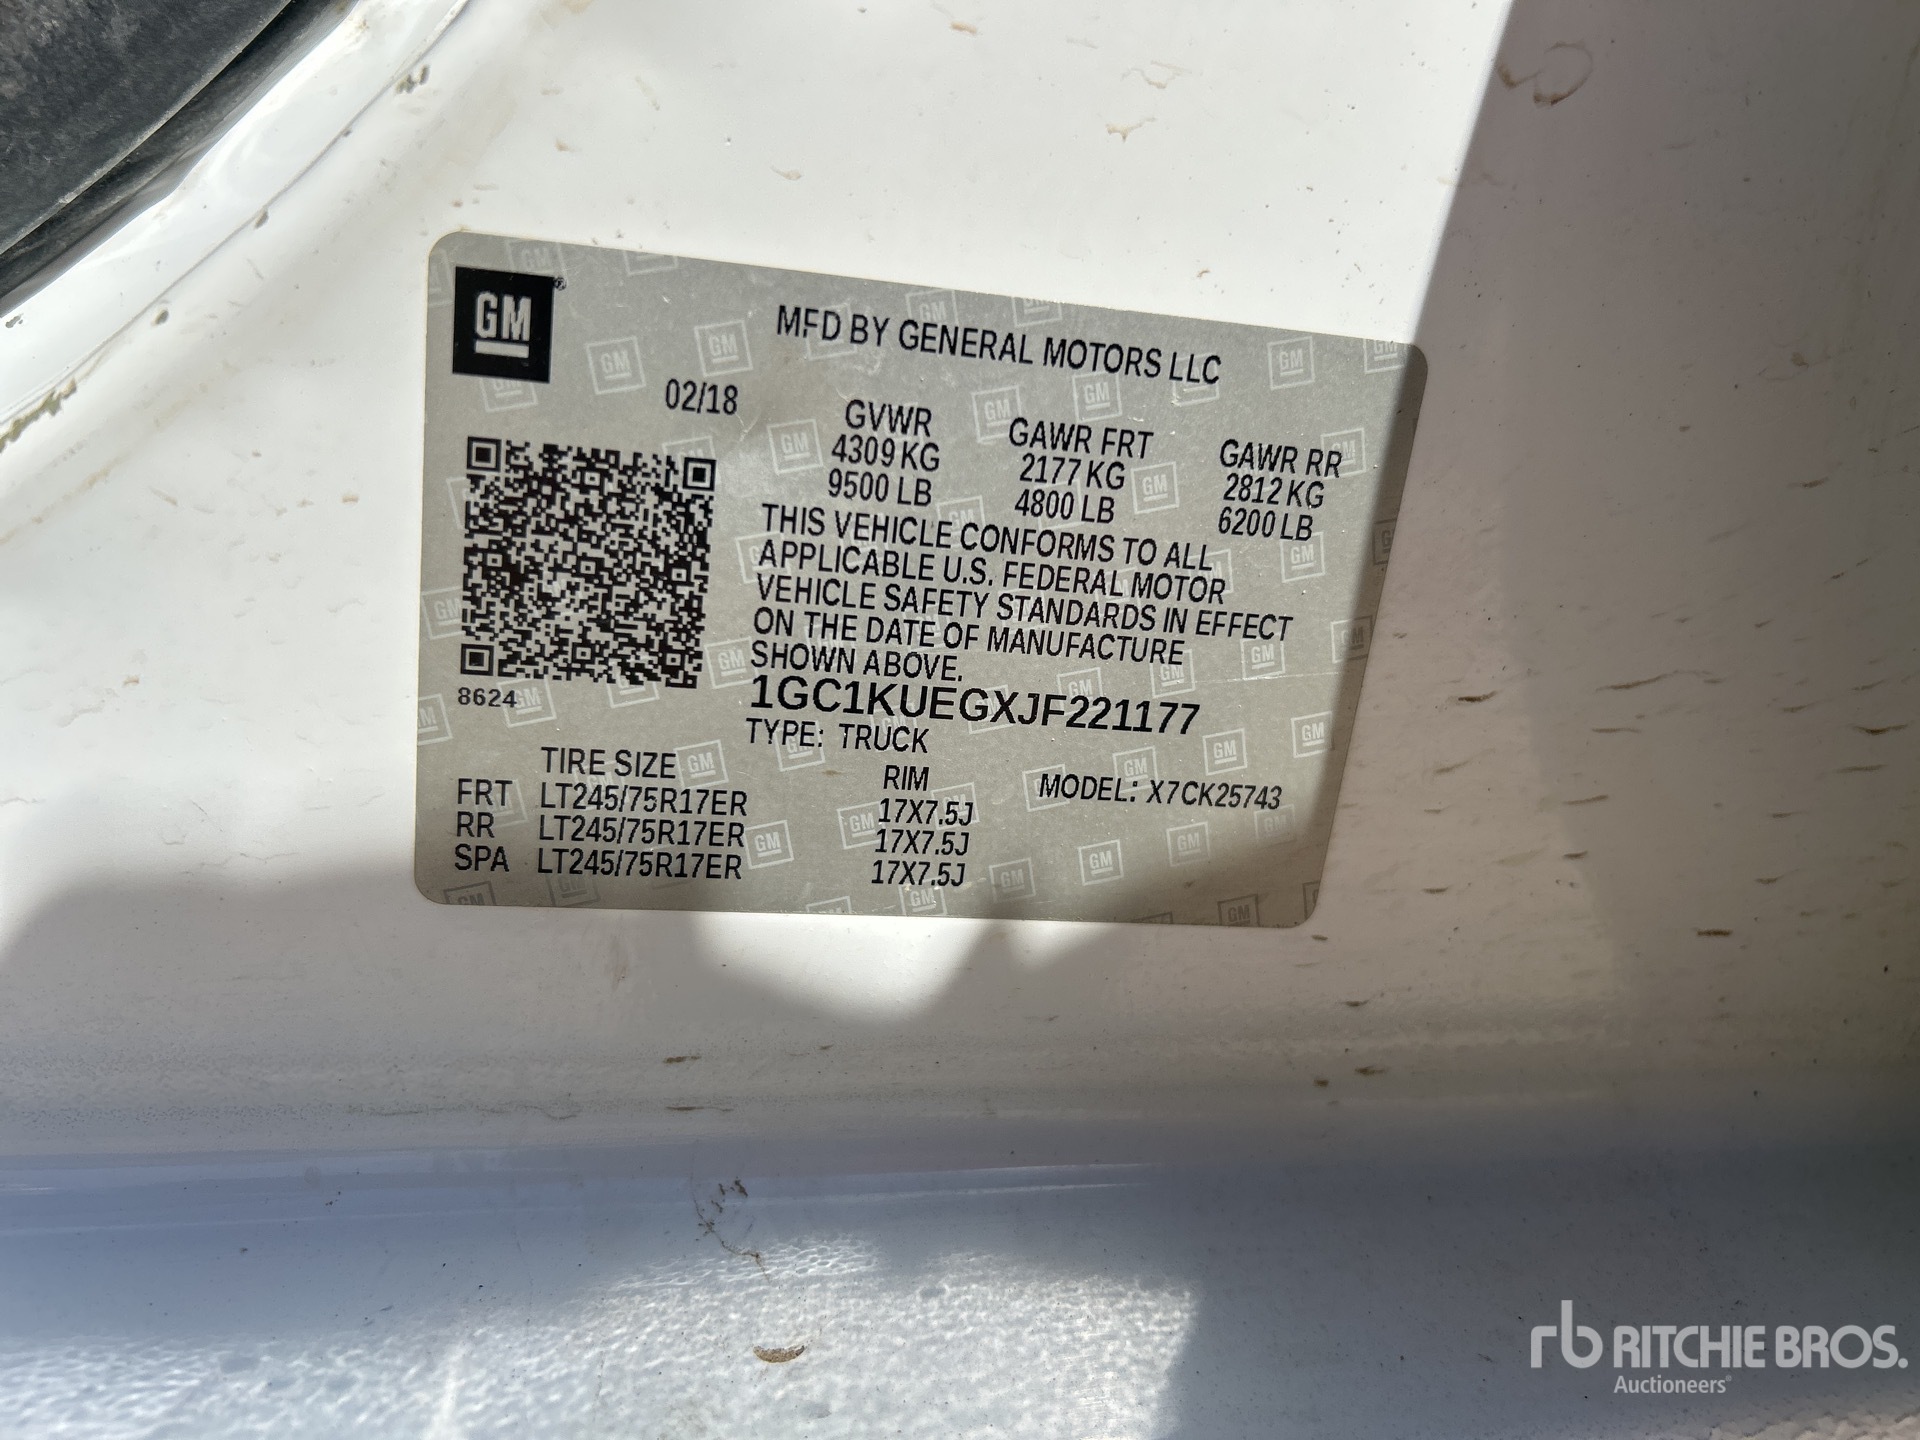 GM
MFD BY GENERAL MOTORS LLC
02/18
GVWR GAWR FRT GAWR RR
4309 KG 2177 KG 2812 KG
9500 LB 4800 LB 6200 LB
THIS VEHICLE CONFORMS TO ALL
APPLICABLE U.S. FEDERAL MOTOR
VEHICLE SAFETY STANDARDS IN EFFECT
ON THE DATE OF MANUFACTURE
SHOWN ABOVE.
8624
1GC1KUEGXJF221177
TYPE: TRUCK
TIRE SIZE RIM MODEL: X7CK25743
FRT LT245/75R17ER 17X7.5J
RR LT245/75R17ER 17X7.5J
SPA LT245/75R17ER 17X7.5J
rb RITCHIE BROS.
Auctioneers